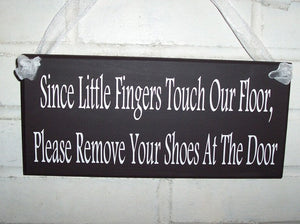 Since Little Fingers Touch Our Floor,
Please Remove Your Shoes At The Door